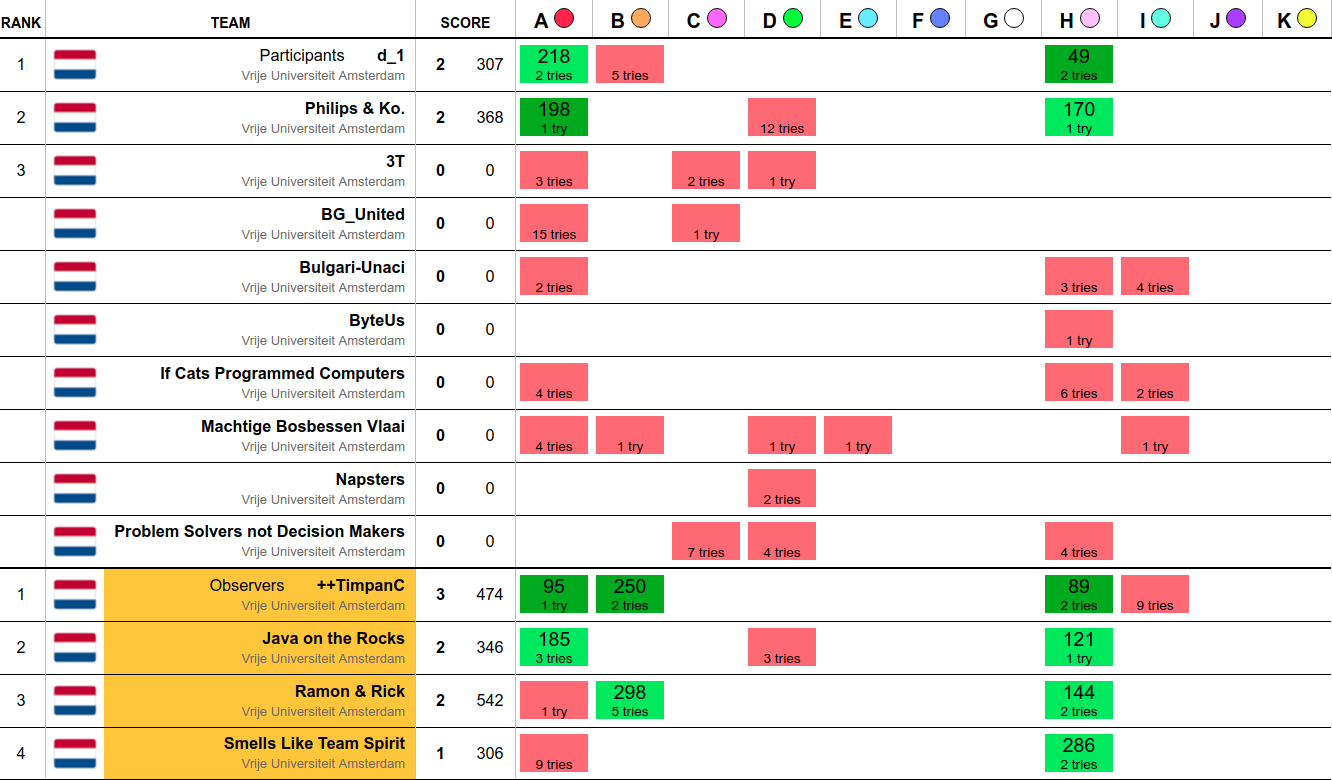 RANK TEAM SCORE A B C D E F G H I J K
1 Participants d_1 2 307 218 49
Vrije Universiteit Amsterdam 2 tries 5 tries 2 tries
2 Philips & Ko. 2 368 198 170
Vrije Universiteit Amsterdam 1 try 12 tries 1 try
3 3T 0 0
Vrije Universiteit Amsterdam 3 tries 2 tries 1 try
BG_United 0 0
Vrije Universiteit Amsterdam 15 tries 1 try
Bulgari-Unaci 0 0
Vrije Universiteit Amsterdam 2 tries 3 tries 4 tries
ByteUs 0 0
Vrije Universiteit Amsterdam 1 try
If Cats Programmed Computers 0 0
Vrije Universiteit Amsterdam 4 tries 6 tries 2 tries
Machtige Bosbessen Vlaai 0 0
Vrije Universiteit Amsterdam 4 tries 1 try 1 try 1 try 1 try
Napsters 0 0
Vrije Universiteit Amsterdam 2 tries
Problem Solvers not Decision Makers 0 0
Vrije Universiteit Amsterdam 7 tries 4 tries 4 tries
1 Observers ++TimpanC 3 474 95 250 89
Vrije Universiteit Amsterdam 1 try 2 tries 2 tries 9 tries
2 Java on the Rocks 2 346 185 121
Vrije Universiteit Amsterdam 3 tries 3 tries 1 try
3 Ramon & Rick 2 542 298 144
Vrije Universiteit Amsterdam 1 try 5 tries 2 tries
4 Smells Like Team Spirit 1 306 286
Vrije Universiteit Amsterdam 9 tries 2 tries